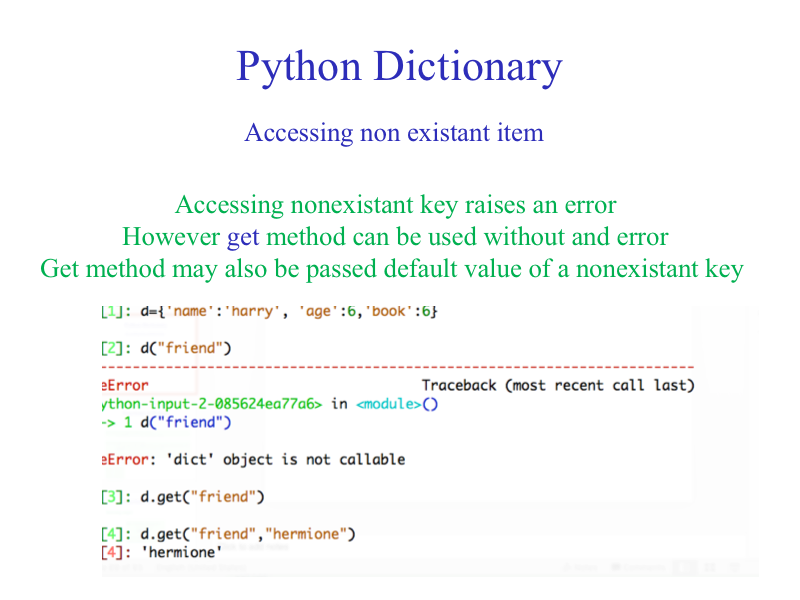 Python Dictionary
Accessing non existant item
Accessing nonexistant key raises an error
However get method can be used without and error
Get method may also be passed default value of a nonexistant key
[1]: d={'name':'harry', 'age':6,'book':6}
[2]: d("friend")
eError Traceback (most recent call last)
ython-input-2-085624ea77a6> in <module>()
-> 1 d("friend")
eError: 'dict' object is not callable
[3]: d.get("friend")
[4]: d.get("friend","hermione")
[4]: 'hermione'